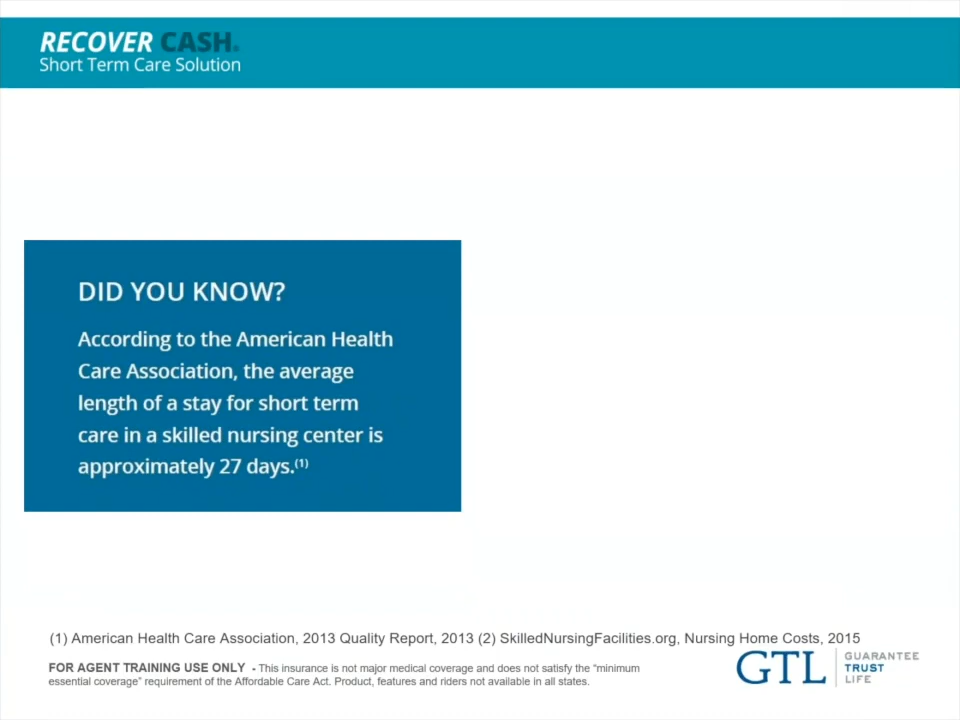 RECOVER CASH®
Short Term Care Solution
DID YOU KNOW?
According to the American Health
Care Association, the average
length of a stay for short term
care in a skilled nursing center is
approximately 27 days.(1)
(1) American Health Care Association, 2013 Quality Report, 2013 (2) SkilledNursingFacilities.org, Nursing Home Costs, 2015
FOR AGENT TRAINING USE ONLY - This insurance is not major medical coverage and does not satisfy the “minimum
essential coverage” requirement of the Affordable Care Act. Product, features and riders not available in all states.
GTL
GUARANTEE
TRUST
LIFE